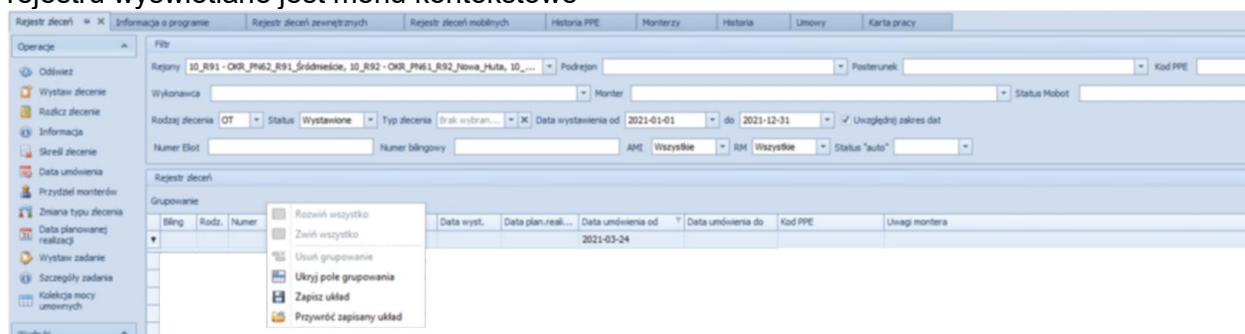 rejestru wyświetlane jest menu kontekstowe
Rejestr zleceń Informacja o programie Rejestr zleceń zewnętrznych Rejestr zleceń mobilnych Historia PPE Monterzy Historia Umowy Karta pracy
Operacje
Odśwież
Wystaw zlecenie
Rozlicz zlecenie
Informacja
Skreśl zlecenie
Data umówienia
Przydziel monterów
Zmiana typu zlecenia
Data planowanej
realizacji
Wystaw zadanie
Szczegóły zadania
Kolekcja mocy
umownych
Wydruki
Filtr
Rejony 10_R91 - OKR_PN62_R91_Śródmieście, 10_R92 - OKR_PN61_R92_Nowa_Huta, 10_... Podrejon Posterunek Kod PPE
Wykonawca Monter Status Mobot
Rodzaj zlecenia OT Status Wystawione Typ zlecenia Brak wybran... Data wystawienia od 2021-01-01 do 2021-12-31 Uwzględnij zakres dat
Numer Eliot Numer bilingowy AMI Wszystkie RM Wszystkie Status "auto"
Rejestr zleceń
Grupowanie
Biling Rodz. Numer Data wyst. Data plan.reali... Data umówienia od Data umówienia do Kod PPE Uwagi montera
2021-03-24
Rozwiń wszystko
Zwiń wszystko
Usuń grupowanie
Ukryj pole grupowania
Zapisz układ
Przywróć zapisany układ